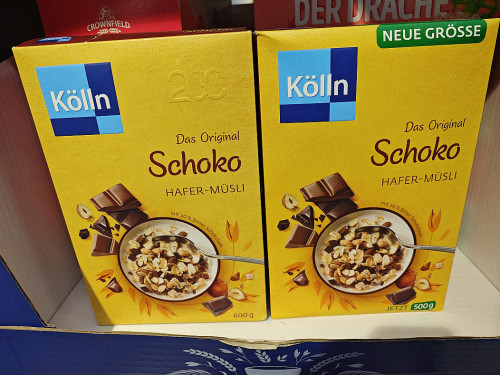 CROWNFIELD
DER DRACHE
Kölln
200
Das Original
Schoko
HAFER-MÜSLI
600 g
NEUE GRÖSSE
Kölln
Das Original
Schoko
HAFER-MÜSLI
JETZT 500g